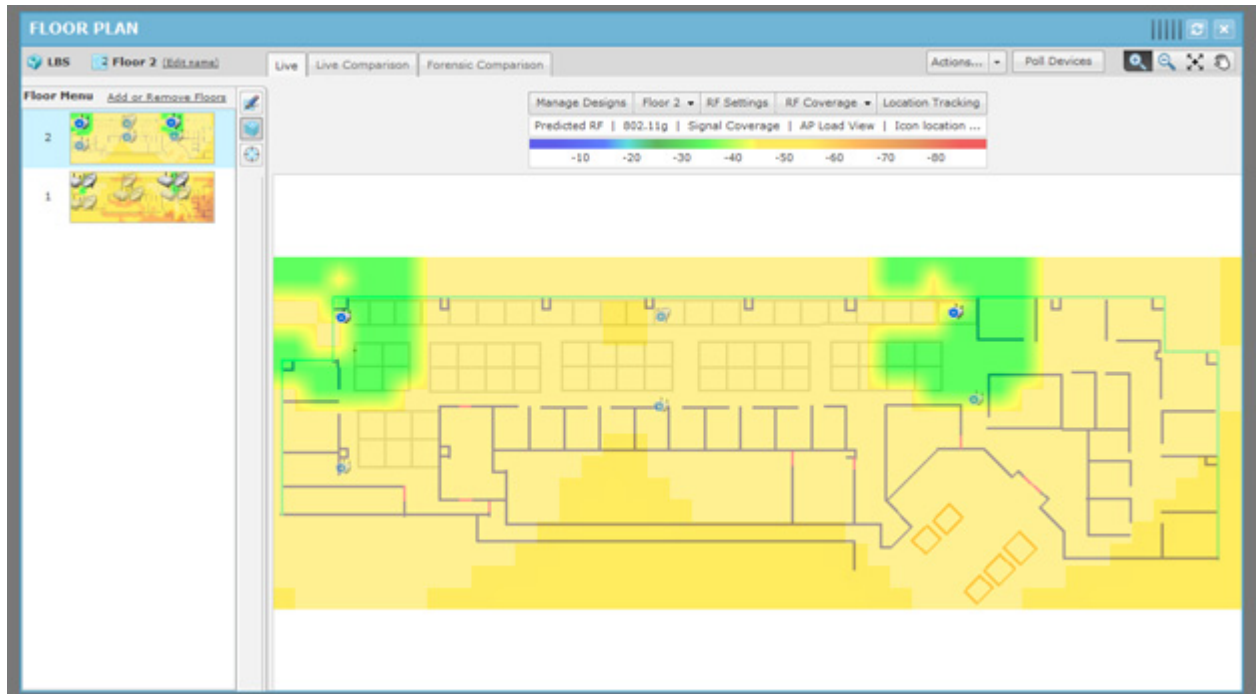 FLOOR PLAN
LBS 2 Floor 2 (Edit name) Live Live Comparison Forensic Comparison Actions... Poll Devices
Floor Menu Add or Remove Floors
Manage Designs Floor 2 RF Settings RF Coverage Location Tracking
Predicted RF | 802.11g | Signal Coverage | AP Load View | Icon location ...
-10 -20 -30 -40 -50 -60 -70 -80
2
1